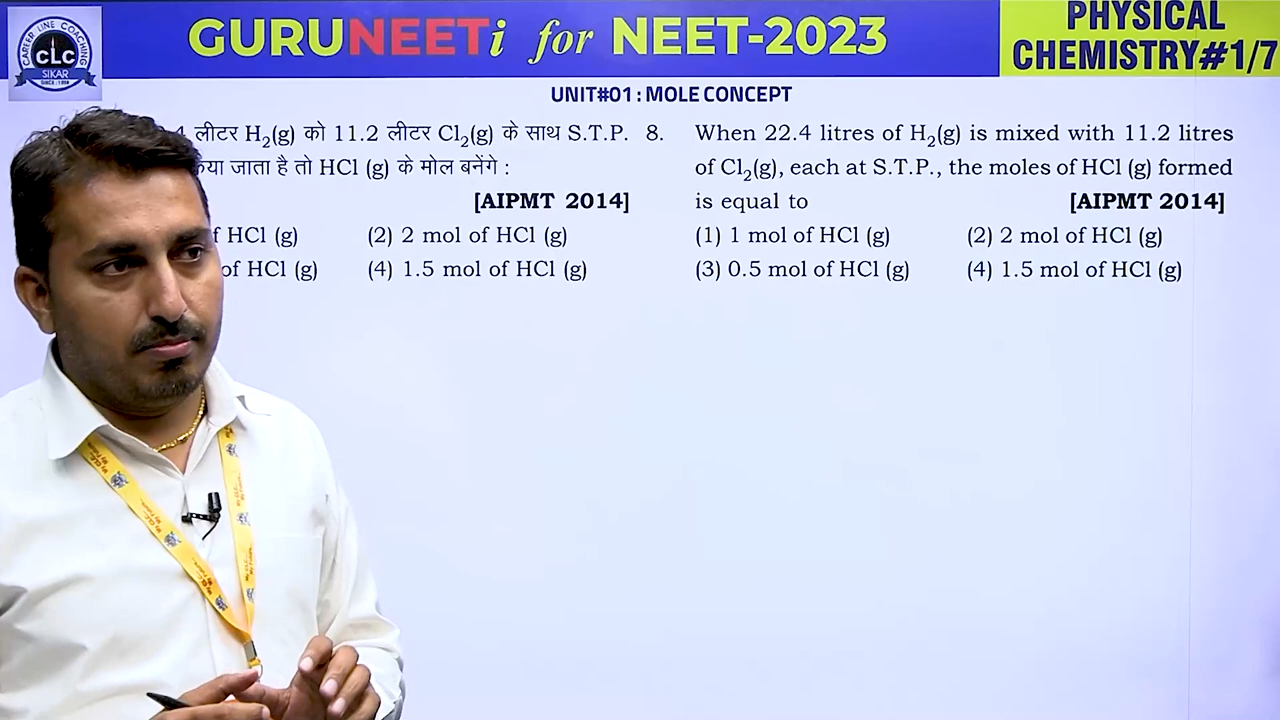 GURUNEETi for NEET-2023
PHYSICAL
CHEMISTRY#1/7
CAREER LINE COACHING
CLC
SIKAR
SINCE : 1996
UNIT#01 : MOLE CONCEPT
लीटर H₂(g) को 11.2 लीटर Cl₂(g) के साथ S.T.P.
जाता है तो HCl (g) के मोल बनेंगे :
[AIPMT 2014]
HCl (g) (2) 2 mol of HCl (g)
of HCl (g) (4) 1.5 mol of HCl (g)
8. When 22.4 litres of H₂(g) is mixed with 11.2 litres
of Cl₂(g), each at S.T.P., the moles of HCl (g) formed
is equal to [AIPMT 2014]
(1) 1 mol of HCl (g) (2) 2 mol of HCl (g)
(3) 0.5 mol of HCl (g) (4) 1.5 mol of HCl (g)